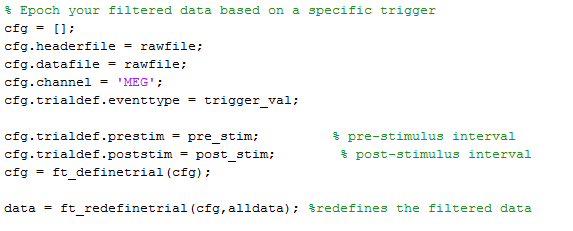 % Epoch your filtered data based on a specific trigger
cfg = [];
cfg.headerfile = rawfile;
cfg.datafile = rawfile;
cfg.channel = 'MEG';
cfg.trialdef.eventtype = trigger_val;
cfg.trialdef.prestim = pre_stim; % pre-stimulus interval
cfg.trialdef.poststim = post_stim; % post-stimulus interval
cfg = ft_definetrial(cfg);
data = ft_redefinetrial(cfg,alldata); %redefines the filtered data